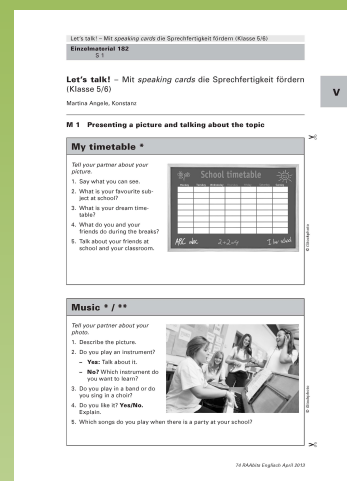 Let's talk! – Mit speaking cards die Sprechfertigkeit fördern (Klasse 5/6)
Einzelmaterial 182
S 1
Let's talk! – Mit speaking cards die Sprechfertigkeit fördern
(Klasse 5/6)
V
Martina Angele, Konstanz
M 1 Presenting a picture and talking about the topic
My timetable *
Tell your partner about your
picture.
1. Say what you can see.
2. What is your favourite sub-
ject at school?
3. What is your dream time-
table?
4. What do you and your
friends do during the breaks?
5. Talk about your friends at
school and your classroom.
School timetable
ABC abc
2+2=4
I love school
© iStockphoto
Music * / **
Tell your partner about your
photo.
1. Describe the picture.
2. Do you play an instrument?
– Yes: Talk about it.
– No? Which instrument do
you want to learn?
3. Do you play in a band or do
you sing in a choir?
4. Do you like it? Yes/No.
Explain.
5. Which songs do you play when there is a party at your school?
© iStockphoto
74 RAAbits Englisch April 2013